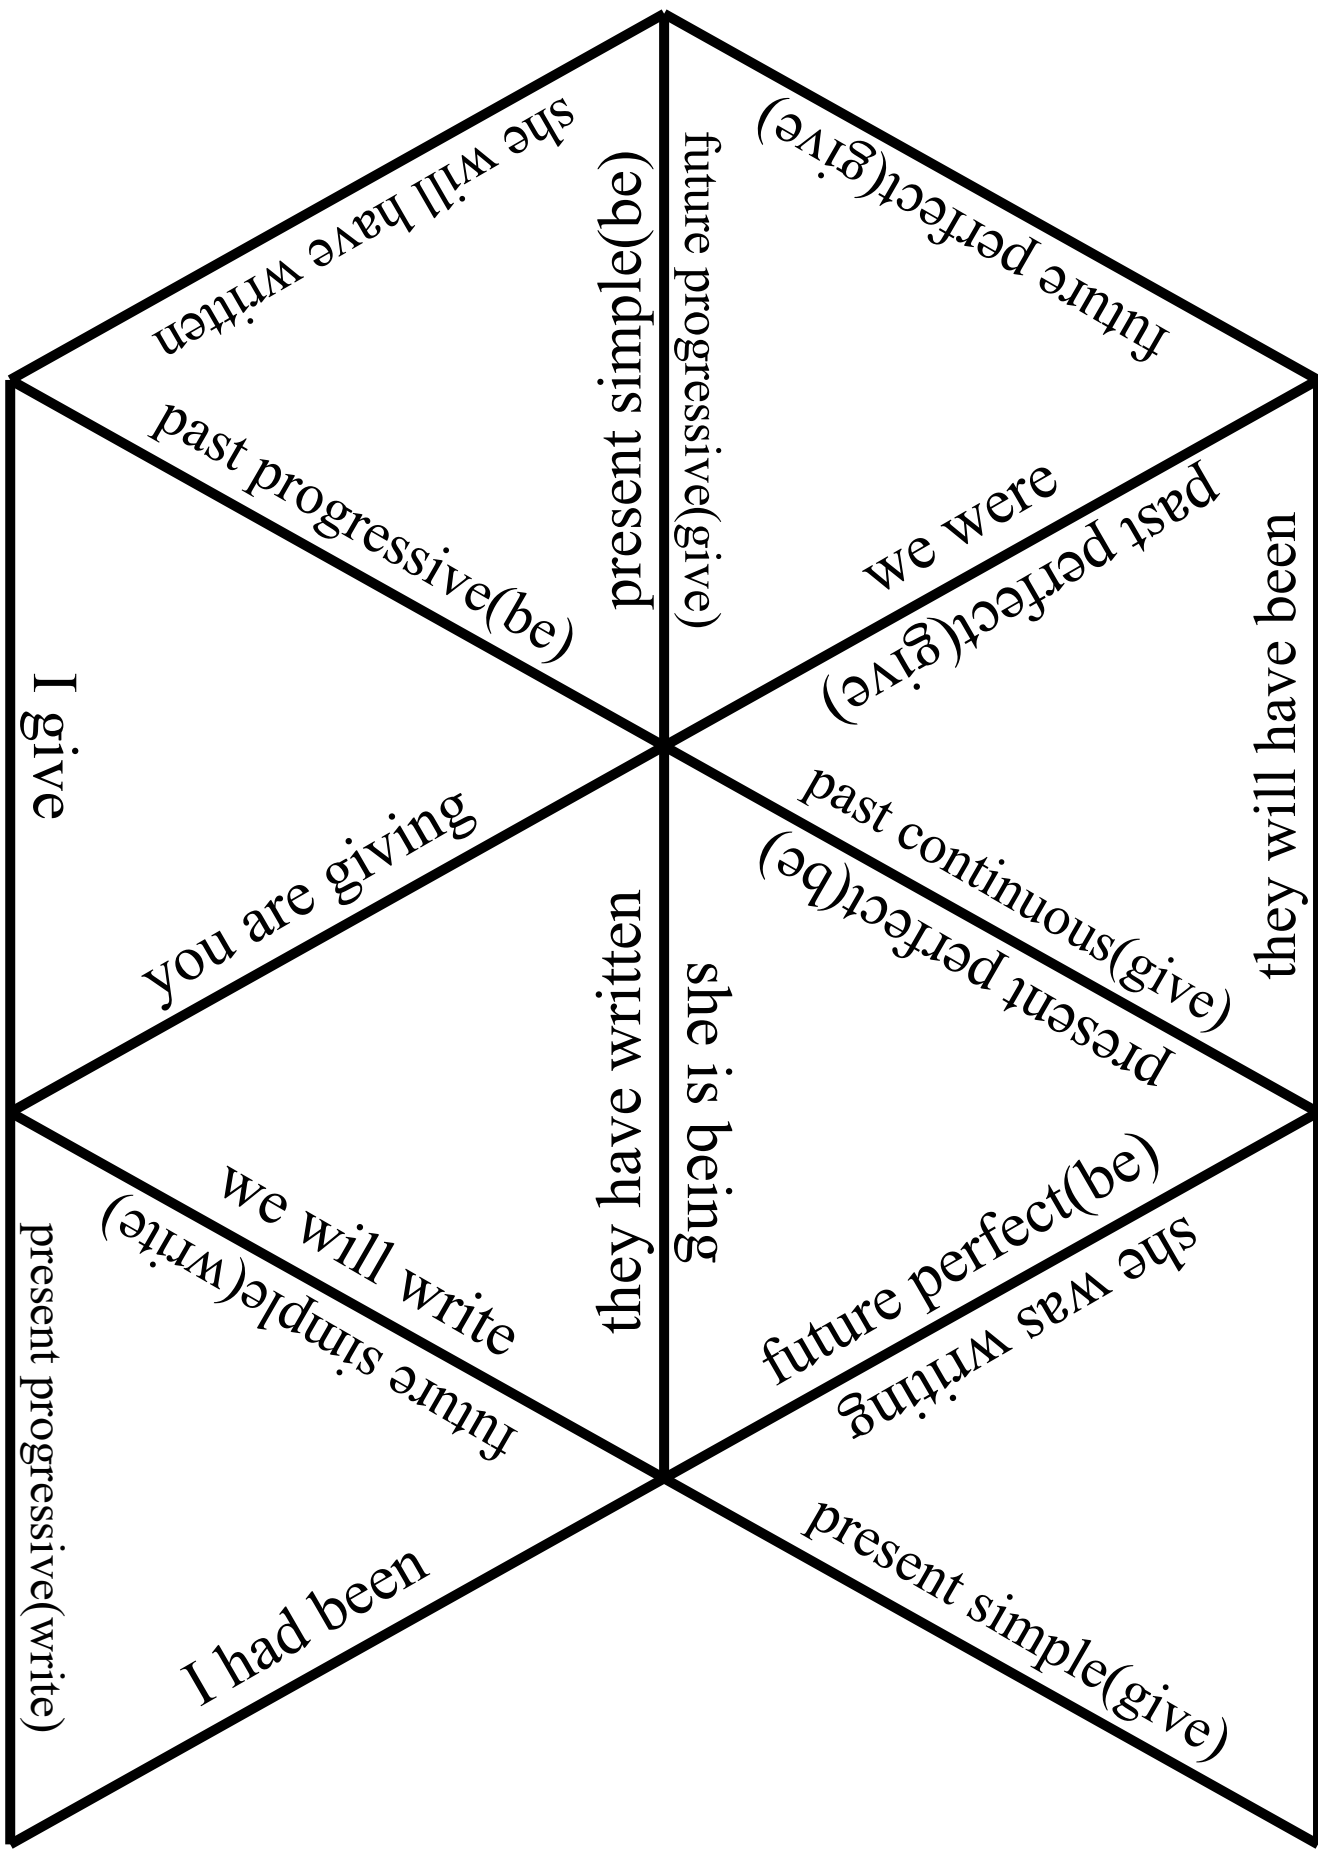 she will have written
present simple(be)
past progressive(be)
future progressive(give)
future perfect(give)
we were
past perfect(give)
they will have been
past continuous(give)
I give
you are giving
they have written
we will write
she is being
present perfect(be)
future perfect(be)
future simple(write)
present progressive(write)
I had been
she was writing
present simple(give)